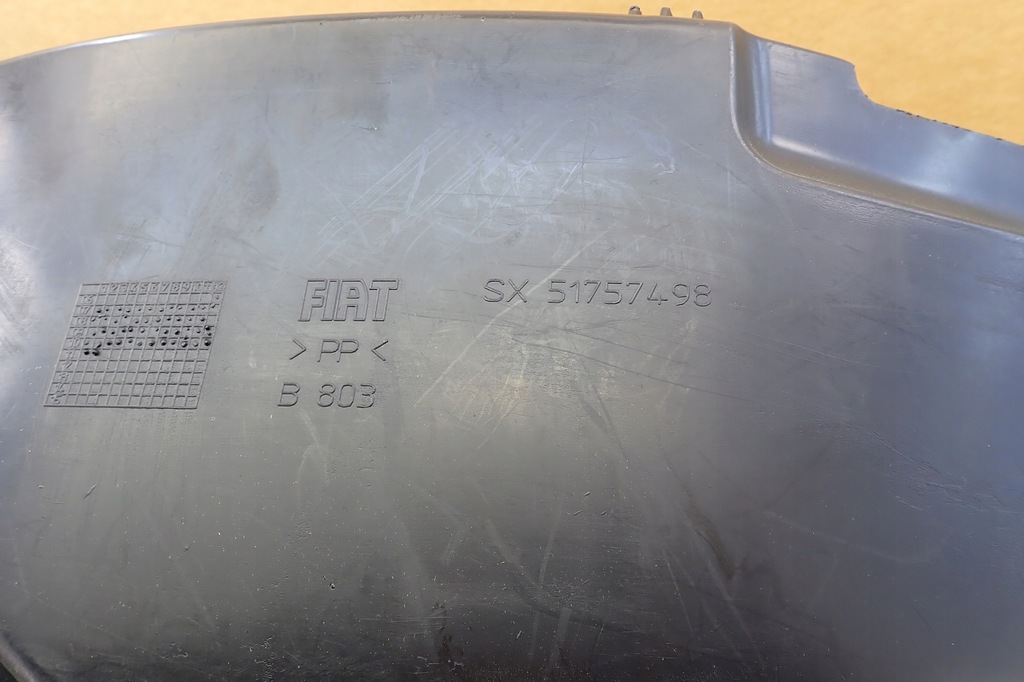 FIAT
SX 51757498
>PP<
B 803